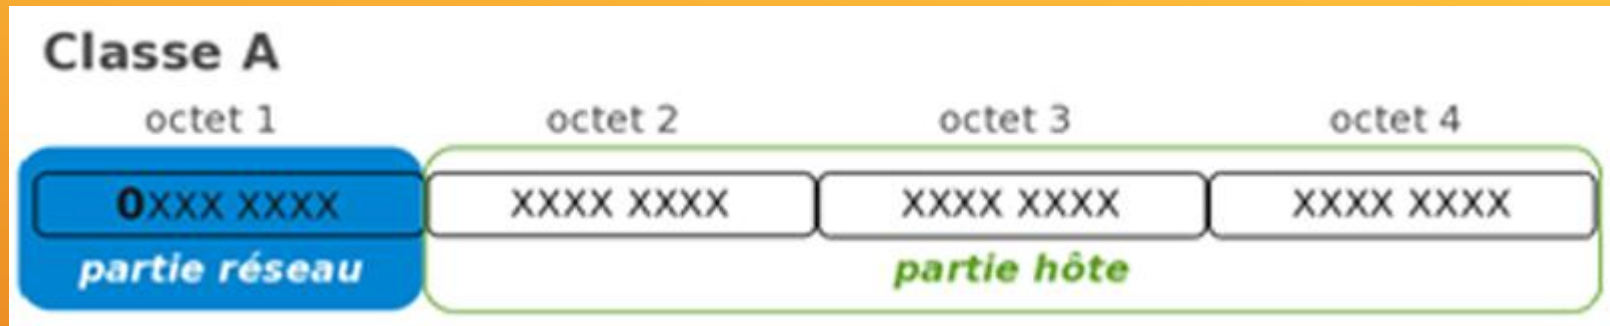 Classe A
octet 1 octet 2 octet 3 octet 4
0XXX XXXX XXXX XXXX XXXX XXXX XXXX XXXX
partie réseau partie hôte